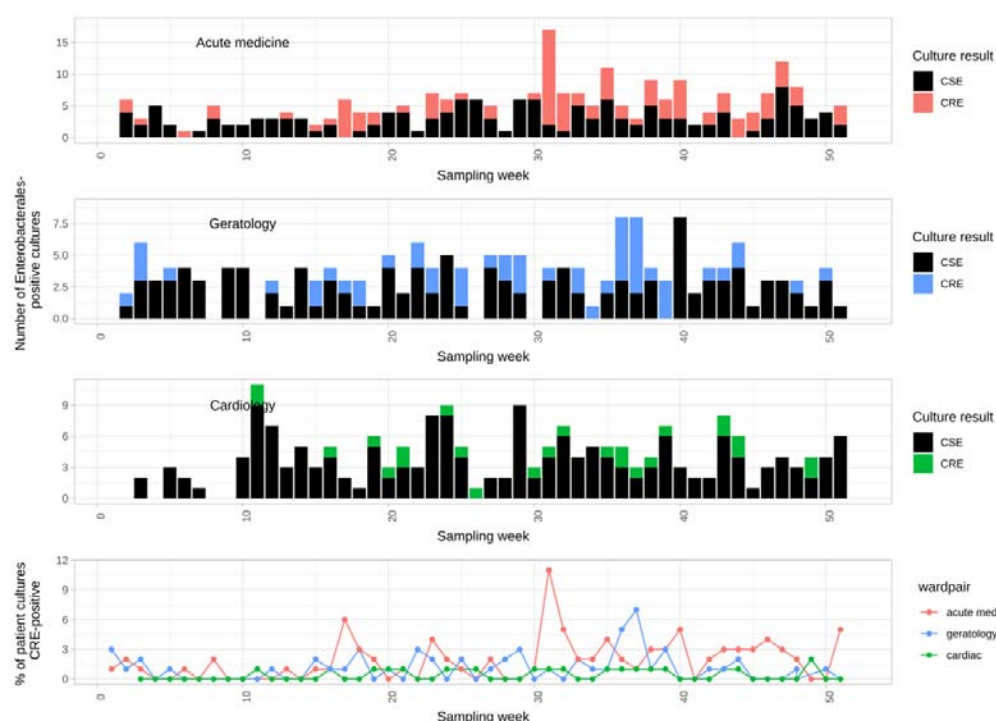 Acute medicine
15
10
5
0
0
10
20
30
40
50
Sampling week
Culture result
CSE
CRE
Number of Enterobacterales-
positive cultures
Geratology
7.5
5.0
2.5
0.0
0
10
20
30
40
50
Sampling week
Culture result
CSE
CRE
Cardiology
9
6
3
0
0
10
20
30
40
50
Sampling week
Culture result
CSE
CRE
% of patient cultures
CRE-positive
12
9
6
3
0
0
10
20
30
40
50
Sampling week
wardpair
acute med
geratology
cardiac